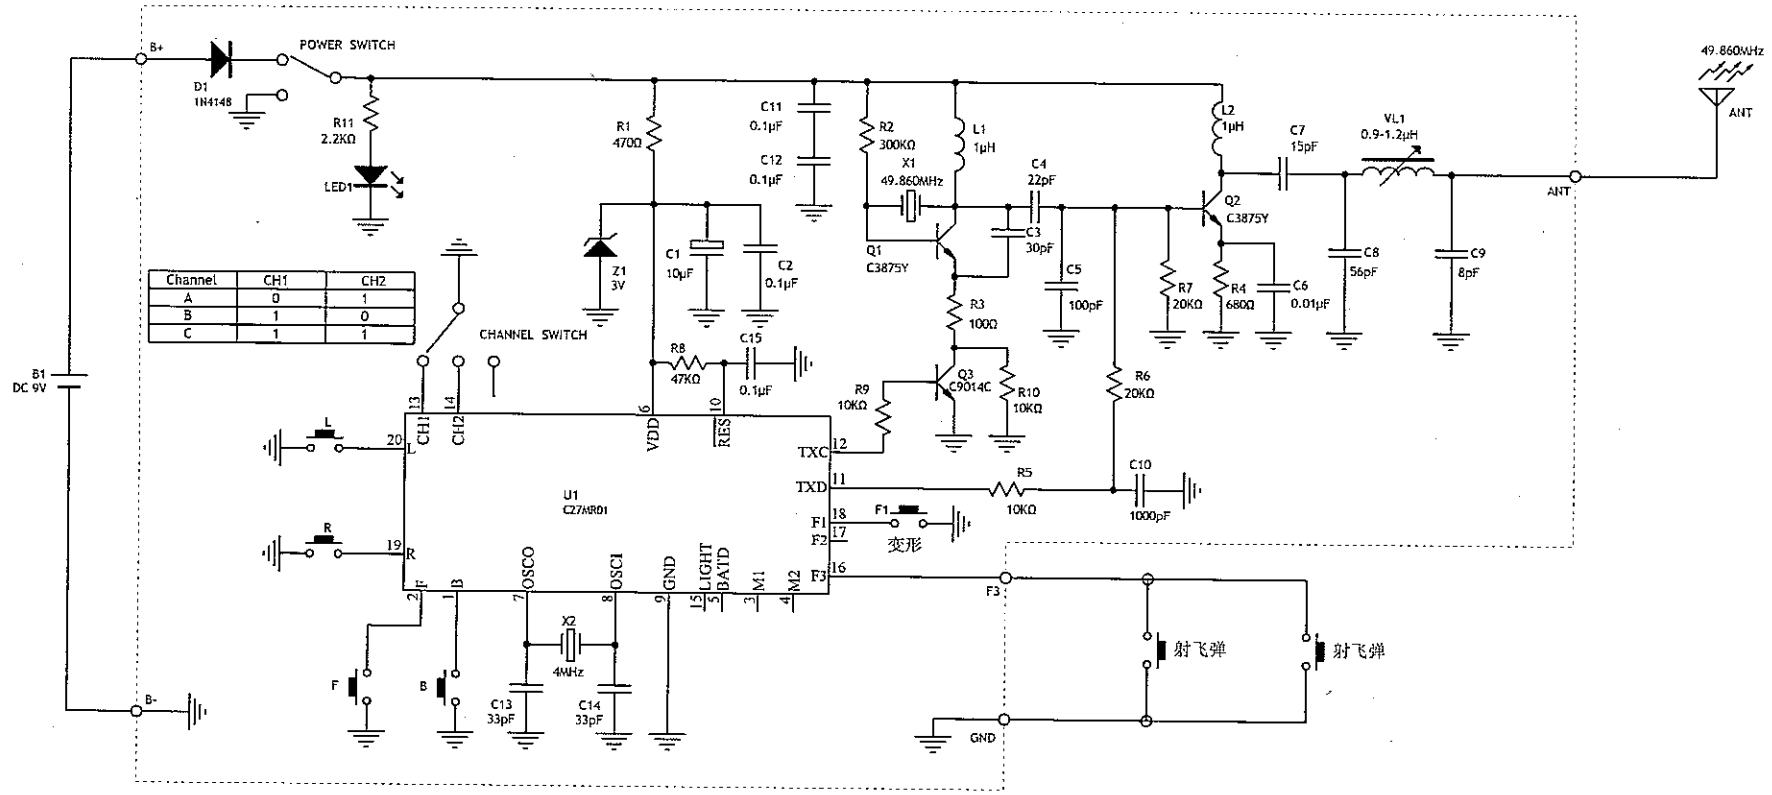 49.860MHz
ANT
B+
POWER SWITCH
D1
1N4148
R11
2.2KΩ
LED1
R1
470Ω
C11
0.1μF
C12
0.1μF
R2
300KΩ
X1
49.860MHz
L1
1μH
C4
22pF
L2
1μH
C7
15pF
VL1
0.9-1.2μH
ANT
Q1
C3875Y
C3
30pF
Q2
C3875Y
Z1
3V
C1
10μF
C2
0.1μF
C5
100pF
R7
20KΩ
R4
680Ω
C6
0.01μF
C8
56pF
C9
8pF
Channel CH1 CH2
A 0 1
B 1 0
C 1 1
CHANNEL SWITCH
R3
100Ω
R8
47KΩ
C15
0.1μF
Q3
C9014C
R9
10KΩ
R10
10KΩ
R6
20KΩ
B1
DC 9V
13
14
6
10
CH1
CH2
VDD
RES
L
20
L
TXC
12
TXD
11
R5
10KΩ
C10
1000pF
U1
C27MR01
F1
18
F1
变形
F2
17
R
19
R
F3
16
F3
F
B
OSCO
OSCI
GND
LIGHT
BATD
M1
M2
2
1
7
8
9
15
5
3
4
X2
4MHz
F
B
C13
33pF
C14
33pF
射飞弹
射飞弹
B-
GND